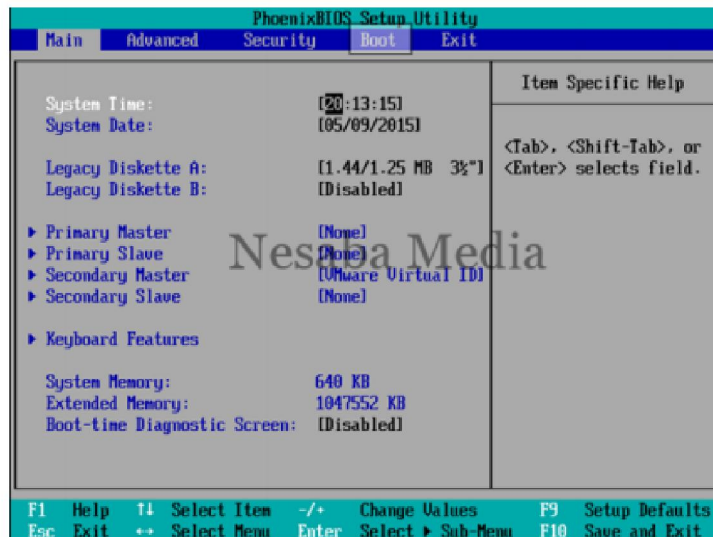 PhoenixBIOS Setup Utility
Main Advanced Security Boot Exit
Item Specific Help
System Time: [20:13:15]
System Date: [05/09/2015]
<Tab>, <Shift-Tab>, or
<Enter> selects field.
Legacy Diskette A: [1.44/1.25 MB 3½"]
Legacy Diskette B: [Disabled]
Primary Master [None]
Primary Slave [None]
Nesaba Media
Secondary Master [VMware Virtual ID]
Secondary Slave [None]
Keyboard Features
System Memory: 640 KB
Extended Memory: 1047552 KB
Boot-time Diagnostic Screen: [Disabled]
F1 Help ↑↓ Select Item -/+ Change Values F9 Setup Defaults
Esc Exit ↔ Select Menu Enter Select ▶ Sub-Menu F10 Save and Exit